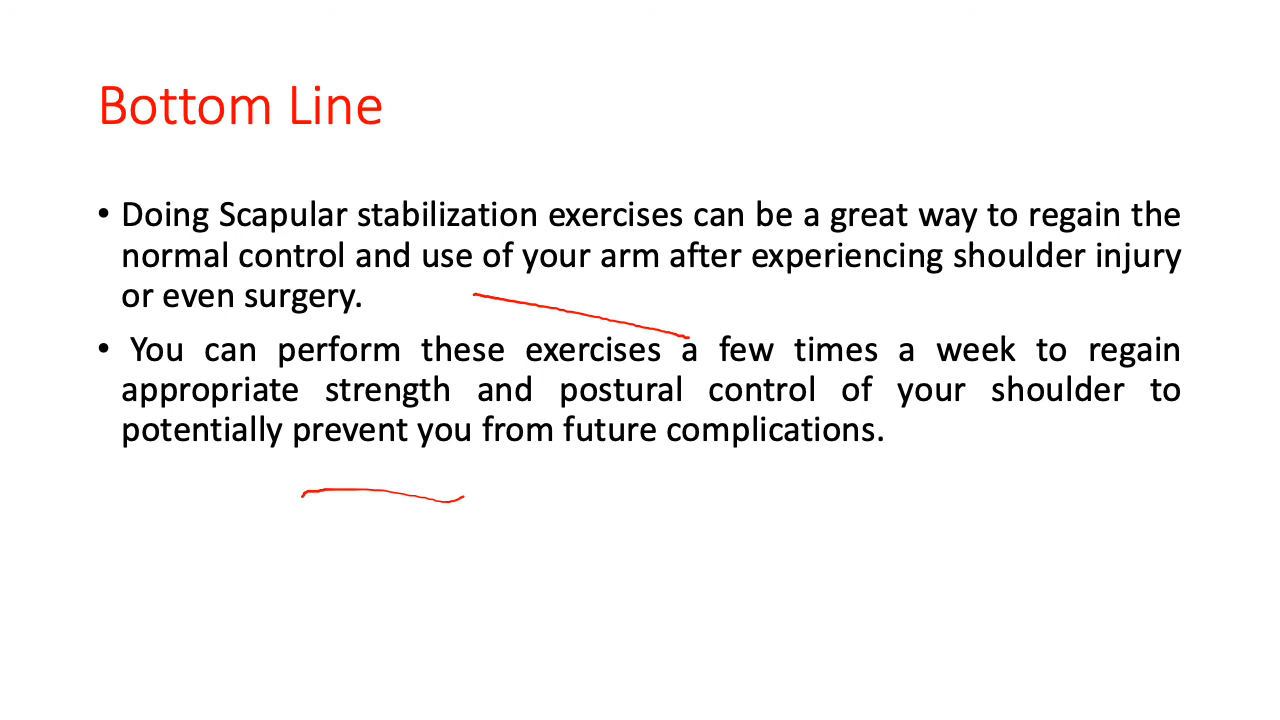 Bottom Line
• Doing Scapular stabilization exercises can be a great way to regain the
normal control and use of your arm after experiencing shoulder injury
or even surgery.
• You can perform these exercises a few times a week to regain
appropriate strength and postural control of your shoulder to
potentially prevent you from future complications.